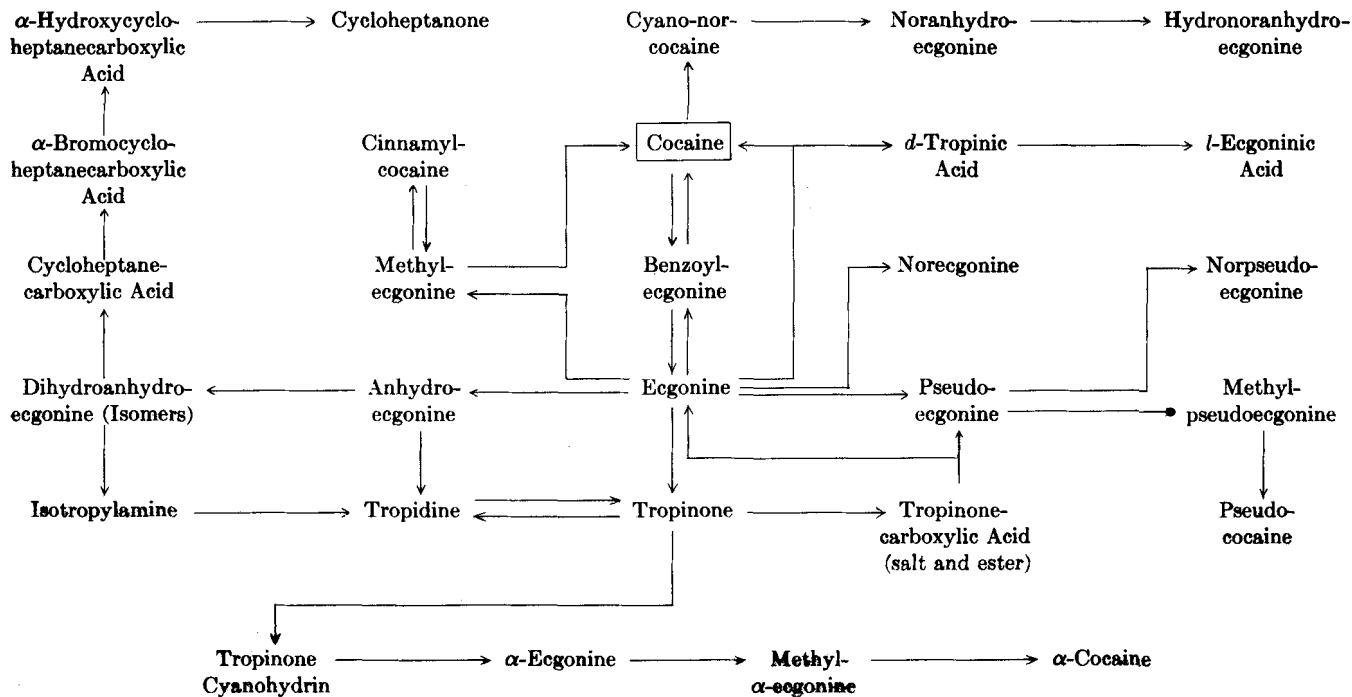 α-Hydroxycyclo-
heptanecarboxylic
Acid
Cycloheptanone
Cyano-nor-
cocaine
Noranhydro-
ecgonine
Hydronoranhydro-
ecgonine
α-Bromocyclo-
heptanecarboxylic
Acid
Cinnamyl-
cocaine
Cocaine
d-Tropinic
Acid
l-Ecgoninic
Acid
Cycloheptane-
carboxylic Acid
Methyl-
ecgonine
Benzoyl-
ecgonine
Norecgonine
Norpseudo-
ecgonine
Dihydroanhydro-
ecgonine (Isomers)
Anhydro-
ecgonine
Ecgonine
Pseudo-
ecgonine
Methyl-
pseudoecgonine
Isotropylamine
Tropidine
Tropinone
Tropinone-
carboxylic Acid
(salt and ester)
Pseudo-
cocaine
Tropinone
Cyanohydrin
α-Ecgonine
Methyl-
α-ecgonine
α-Cocaine